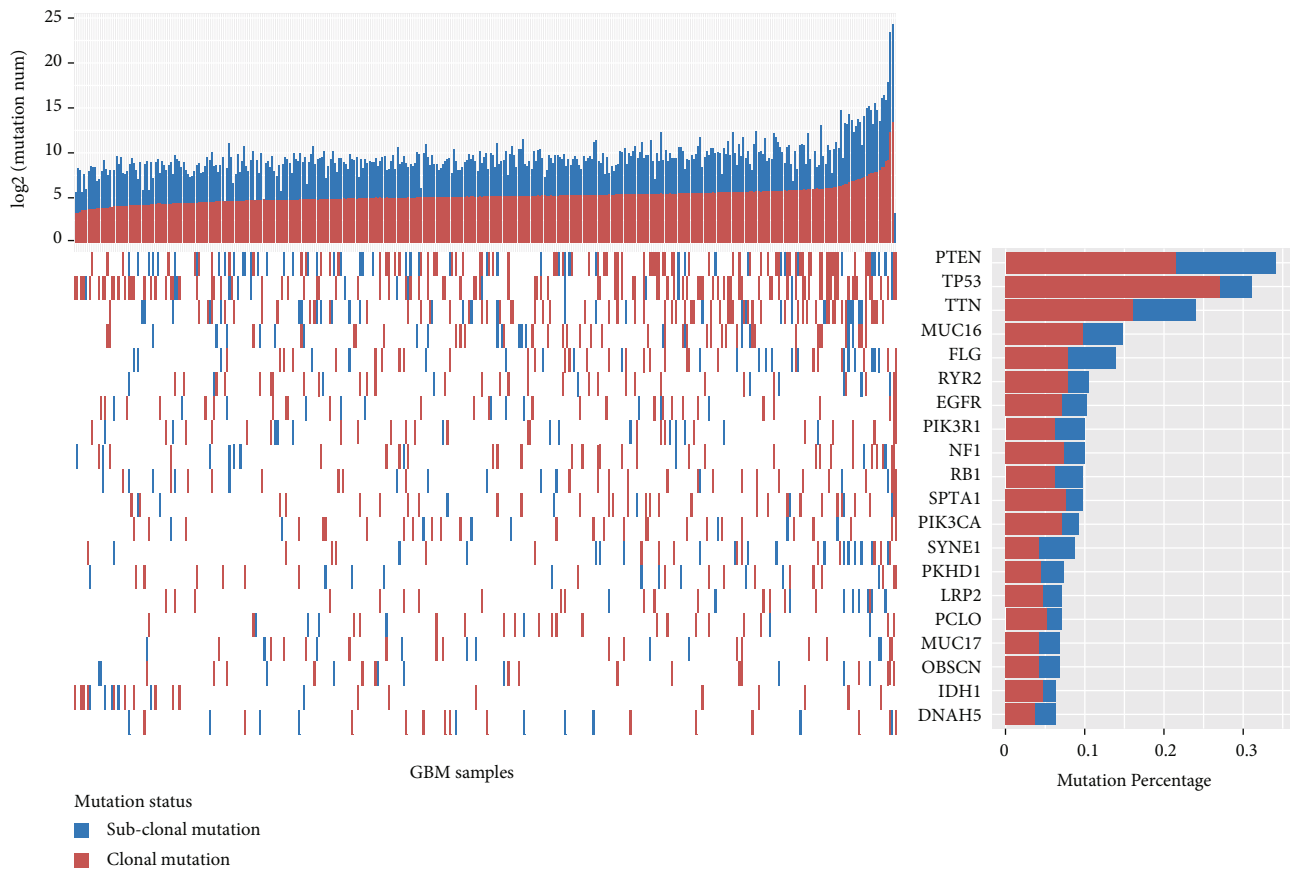 25
20
15
10
5
0
log2 (mutation num)
PTEN
TP53
TTN
MUC16
FLG
RYR2
EGFR
PIK3R1
NF1
RB1
SPTA1
PIK3CA
SYNE1
PKHD1
LRP2
PCLO
MUC17
OBSCN
IDH1
DNAH5
0 0.1 0.2 0.3
Mutation Percentage
GBM samples
Mutation status
Sub-clonal mutation
Clonal mutation